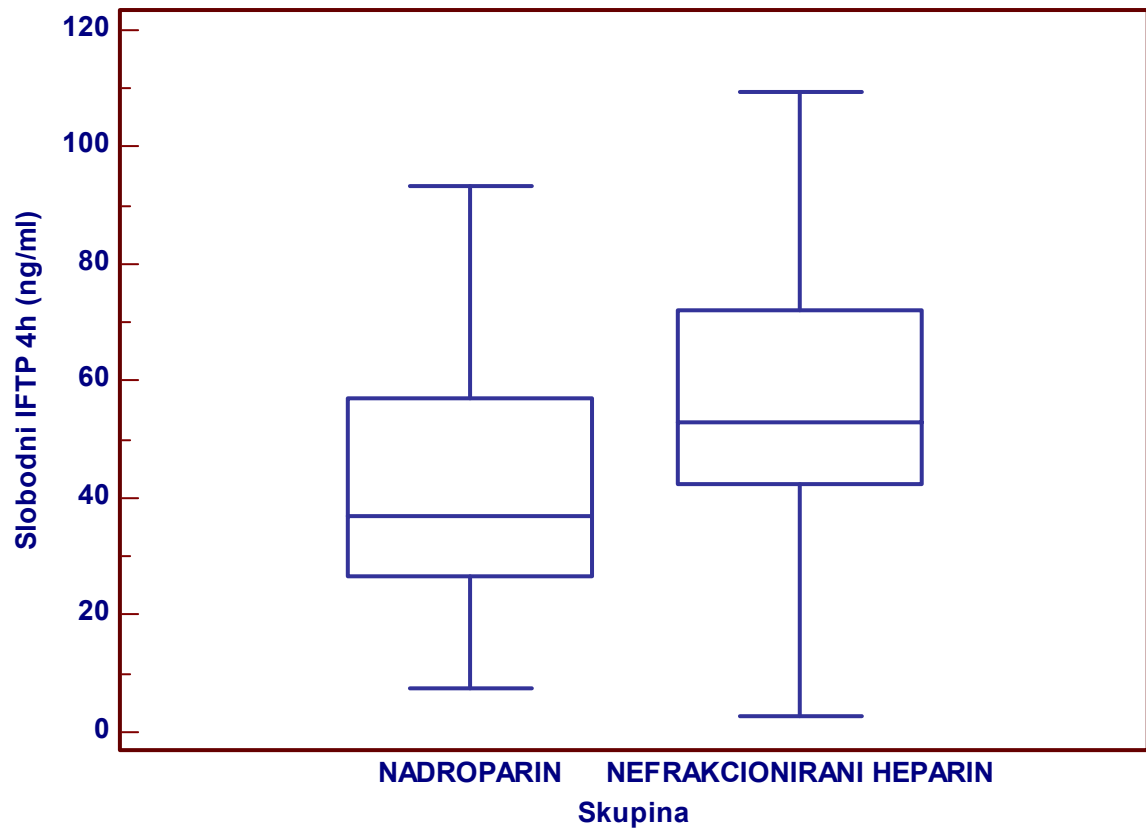 120
100
80
60
40
20
0
Slobodni IFTP 4h (ng/ml)
NADROPARIN NEFRAKCIONIRANI HEPARIN
Skupina